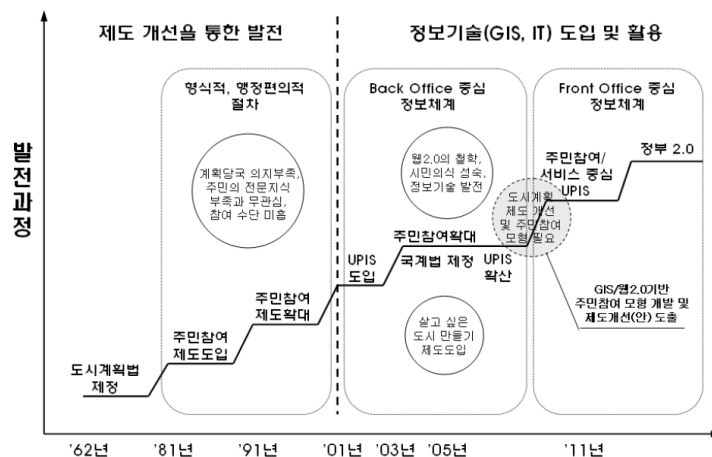 제도 개선을 통한 발전
정보기술(GIS, IT) 도입 및 활용
형식적, 행정편의적
절차
Back Office 중심
정보체계
Front Office 중심
정보체계
발전과정
계획당국 의지부족,
주민의 전문지식
부족과 무관심,
참여 수단 미흡
웹2.0의 철학,
시민의식 성숙,
정보기술 발전
주민참여/
서비스 중심
UPIS
정부 2.0
도시계획
제도 개선
및 주민참여
모형 필요
주민참여확대
국계법 제정
UPIS
확산
UPIS
도입
주민참여
제도확대
주민참여
제도도입
도시계획법
제정
살고 싶은
도시 만들기
제도도입
GIS/웹2.0기반
주민참여 모형 개발 및
제도개선(안) 도출
'62년 '81년 '91년 '01년 '03년 '05년 '11년